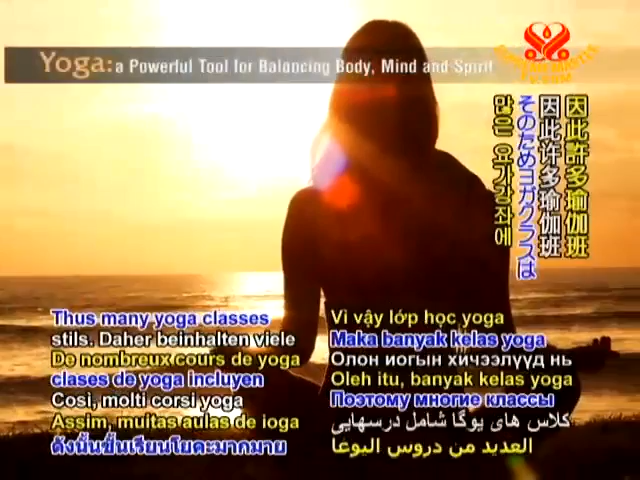 Yoga: a Powerful Tool for Balancing Body, Mind and Spirit
因此許多瑜伽班
因此许多瑜伽班
そのためヨガクラスは
많은 요가강좌에
Thus many yoga classes
stils. Daher beinhalten viele
De nombreux cours de yoga
clases de yoga incluyen
Cosi, molti corsi yoga
Assim, muitas aulas de ioga
ดังนั้นชั้นเรียนโยคะมากมาย
Vì vậy lớp học yoga
Maka banyak kelas yoga
Олон иогын хичээлүүд нь
Oleh itu, banyak kelas yoga
Поэтому многие классы
کلاس های یوگا شامل درسهایی
العديد من دروس اليوغا